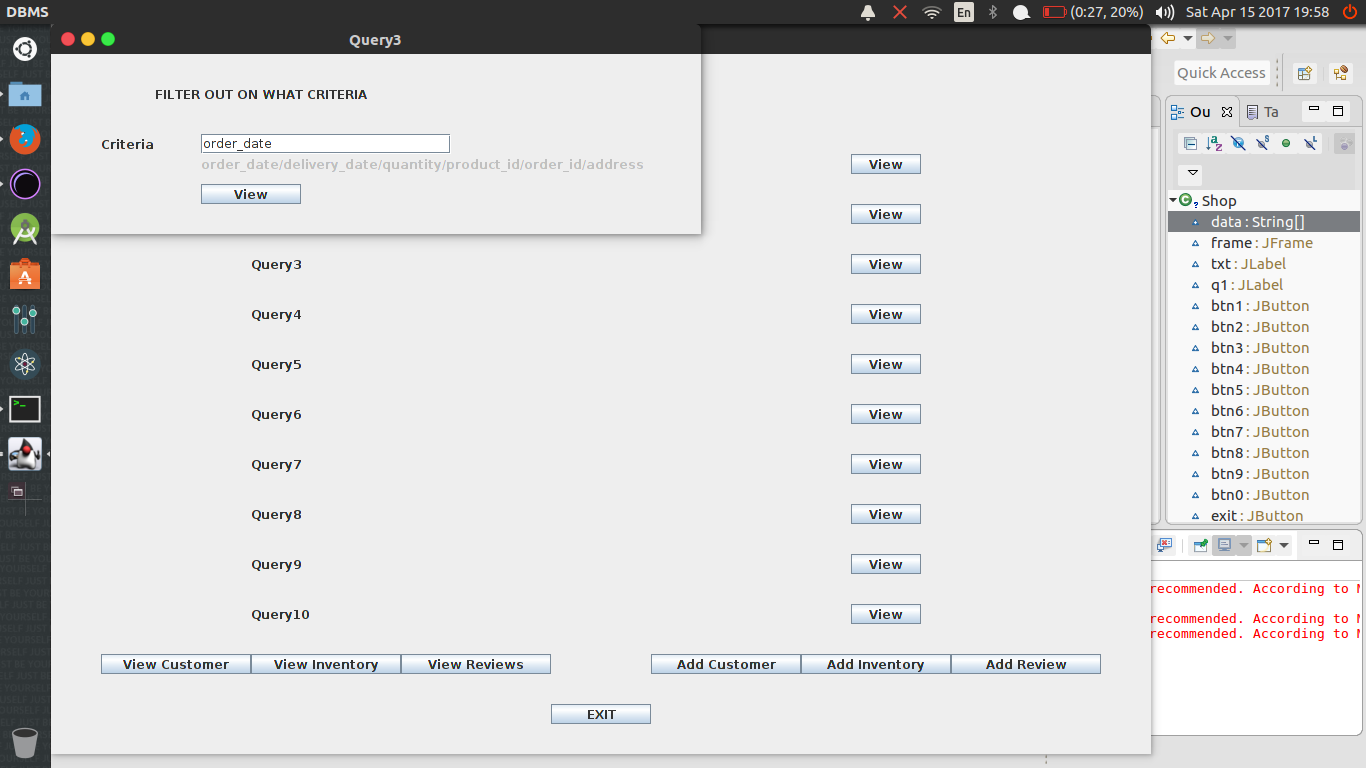 DBMS
En
(0:27, 20%)
Sat Apr 15 2017 19:58
Query3
Quick Access
FILTER OUT ON WHAT CRITERIA
Criteria
order_date
order_date/delivery_date/quantity/product_id/order_id/address
View
View
View
Query3 View
Query4 View
Query5 View
Query6 View
Query7 View
Query8 View
Query9 View
Query10 View
View Customer View Inventory View Reviews Add Customer Add Inventory Add Review
EXIT
Ou Ta
Shop
data : String[]
frame : JFrame
txt : JLabel
q1 : JLabel
btn1 : JButton
btn2 : JButton
btn3 : JButton
btn4 : JButton
btn5 : JButton
btn6 : JButton
btn7 : JButton
btn8 : JButton
btn9 : JButton
btn0 : JButton
exit : JButton
recommended. According to
recommended. According to
recommended. According to